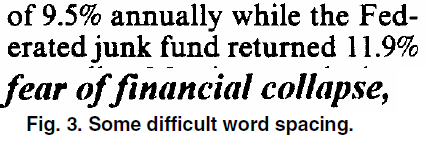 of 9.5% annually while the Fed-
erated junk fund returned 11.9%
fear of financial collapse,
Fig. 3. Some difficult word spacing.